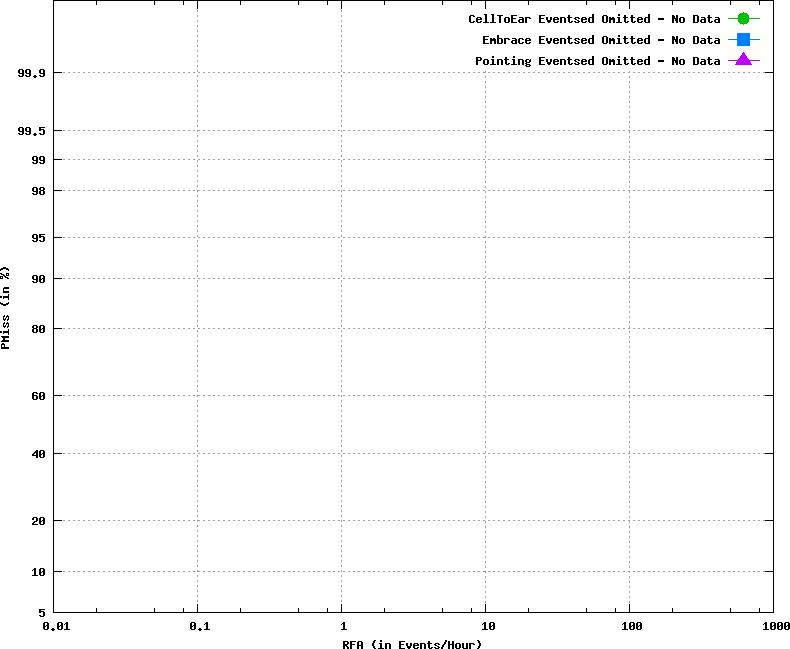 CellToEar Eventsed Omitted - No Data
Embrace Eventsed Omitted - No Data
Pointing Eventsed Omitted - No Data
99.9
99.5
99
98
95
90
80
60
40
20
10
5
PMiss (in %)
0.01 0.1 1 10 100 1000
RFA (in Events/Hour)